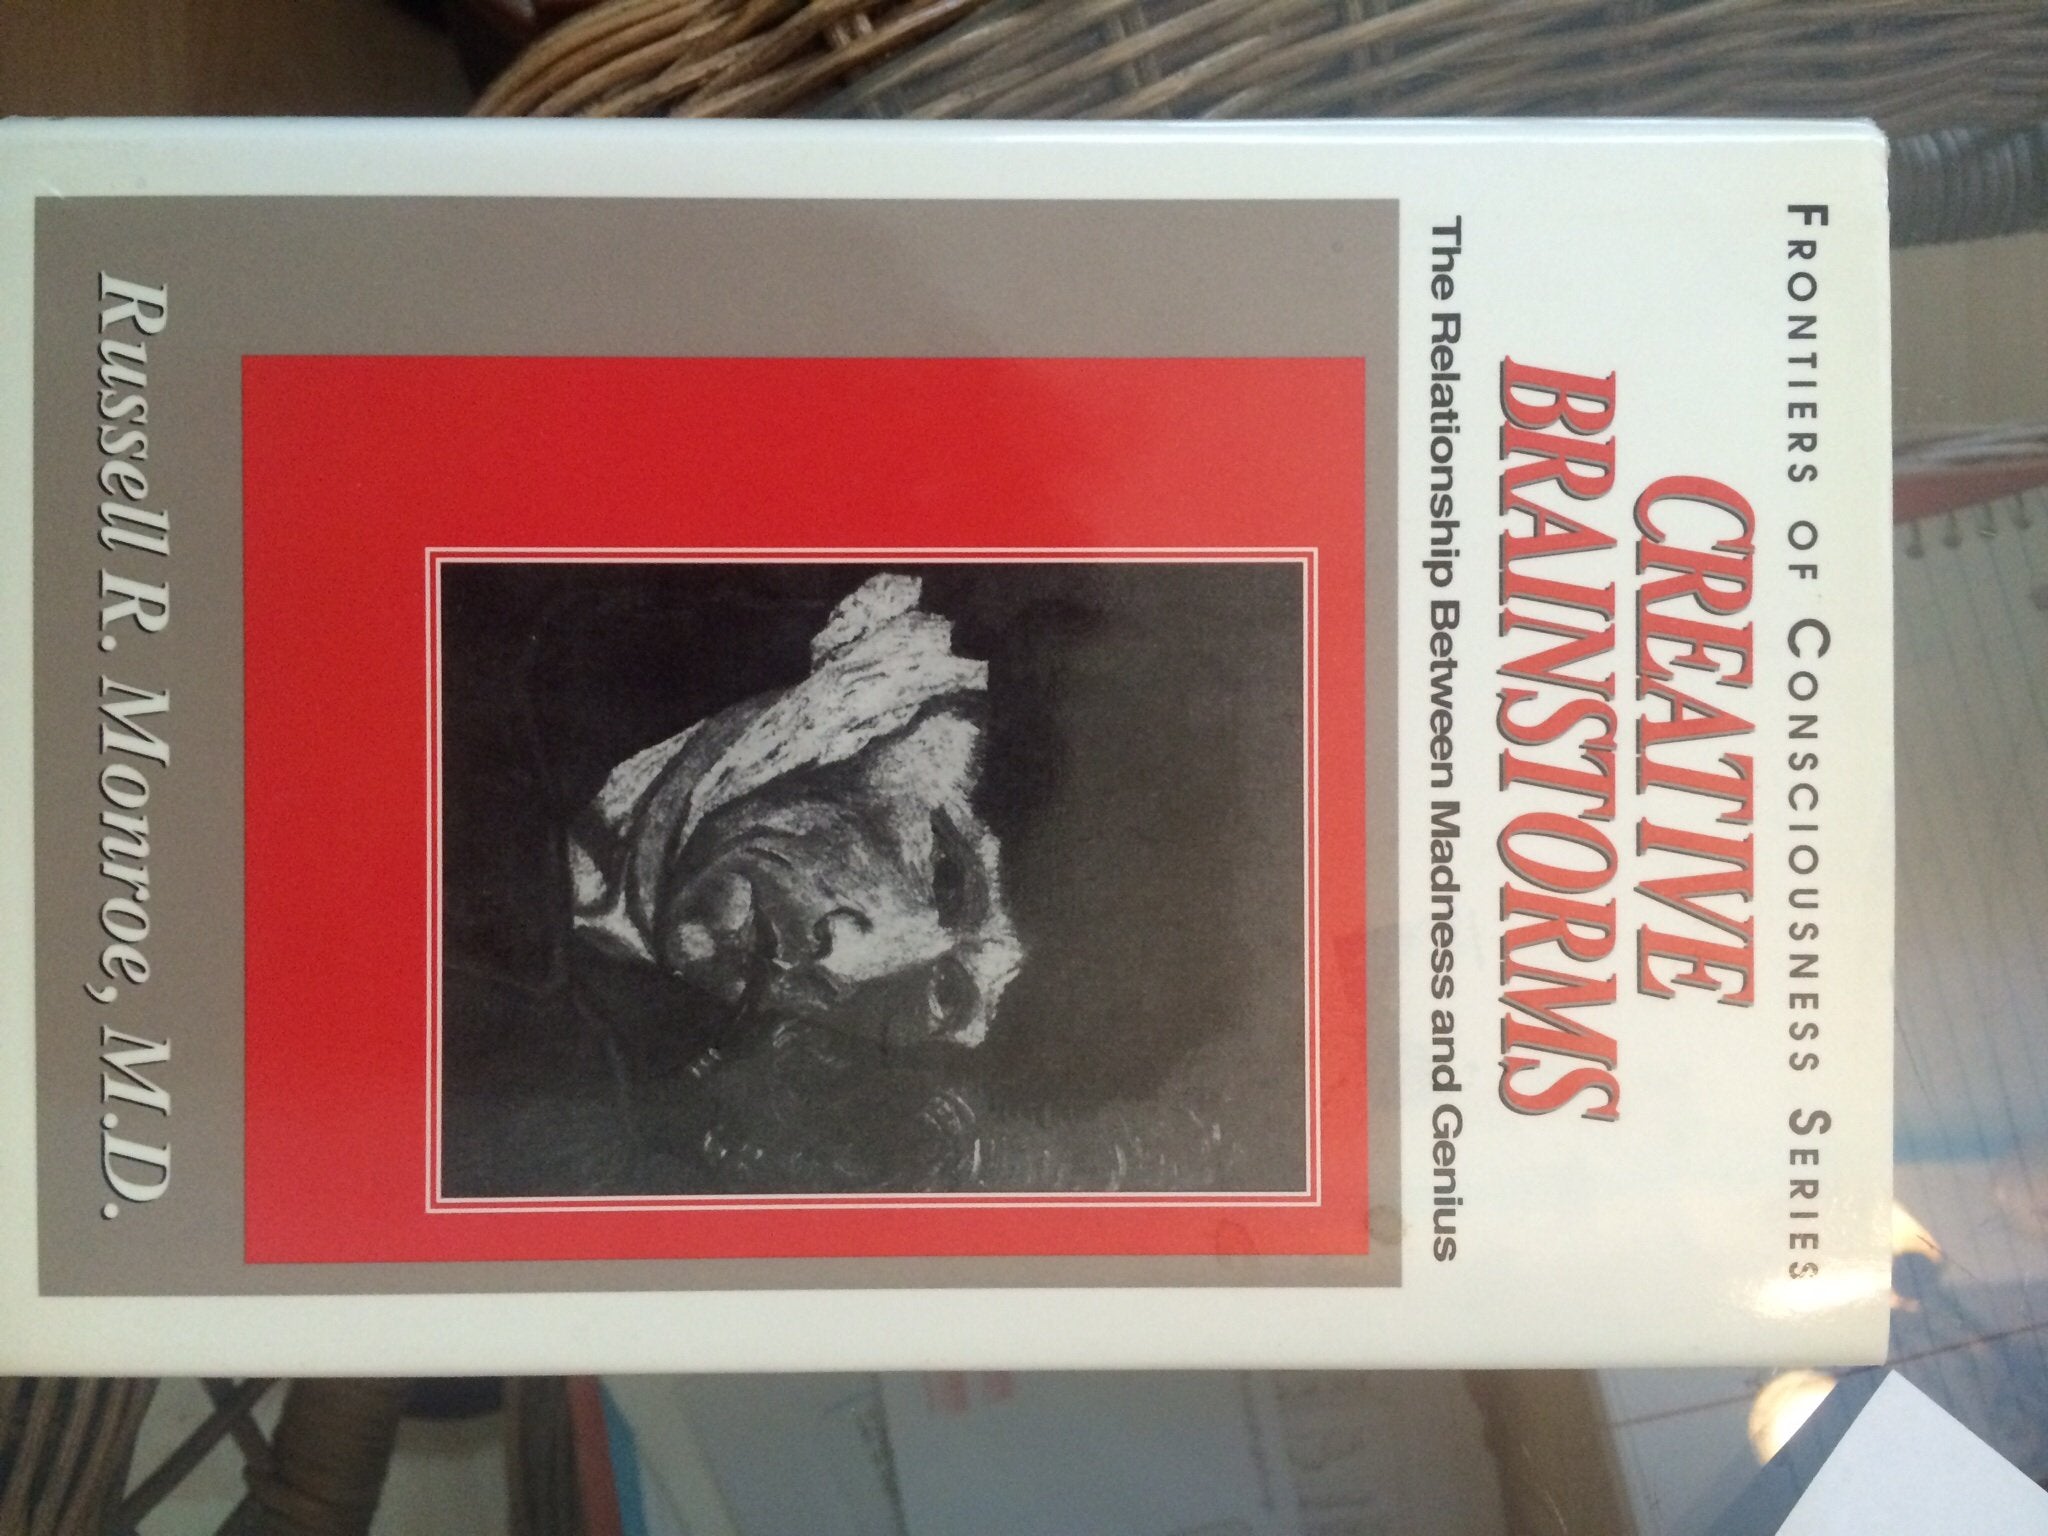 FRONTIERS OF CONSCIOUSNESS SERIES
CREATIVE
BRAINSTORMS
The Relationship Between Madness and Genius
Russell R. Monroe, M.D.